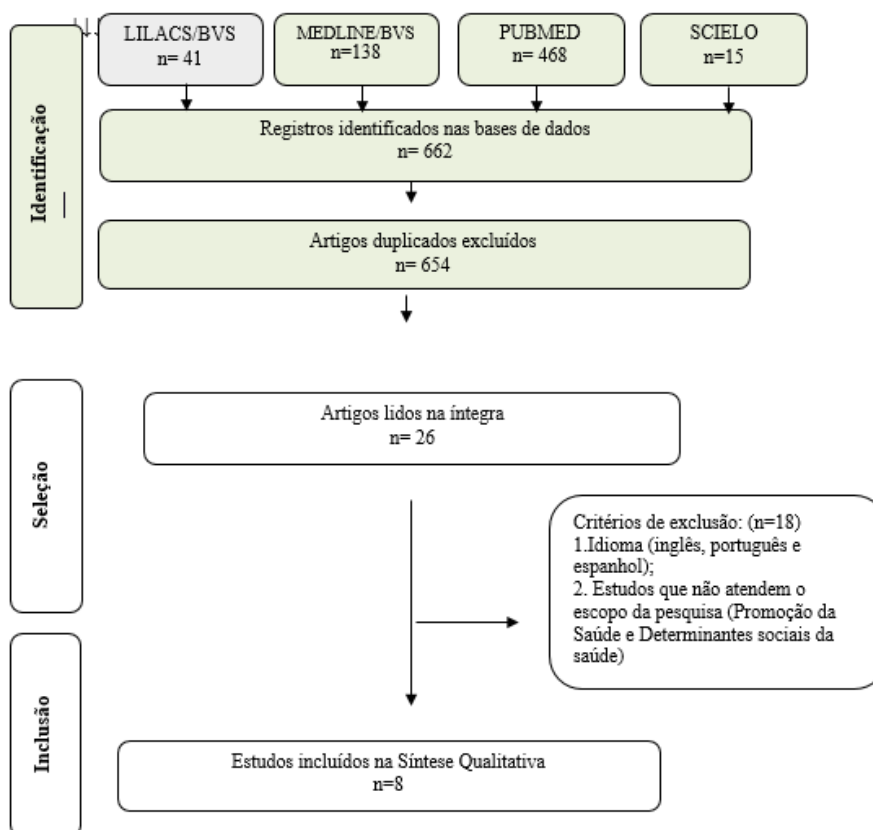 LILACS/BVS
n= 41
MEDLINE/BVS
n=138
PUBMED
n= 468
SCIELO
n=15
Identificação
Registros identificados nas bases de dados
n= 662
Artigos duplicados excluídos
n= 654
Seleção
Artigos lidos na íntegra
n= 26
Critérios de exclusão: (n=18)
1.Idioma (inglês, português e
espanhol);
2. Estudos que não atendem o
escopo da pesquisa (Promoção da
Saúde e Determinantes sociais da
saúde)
Inclusão
Estudos incluídos na Síntese Qualitativa
n=8